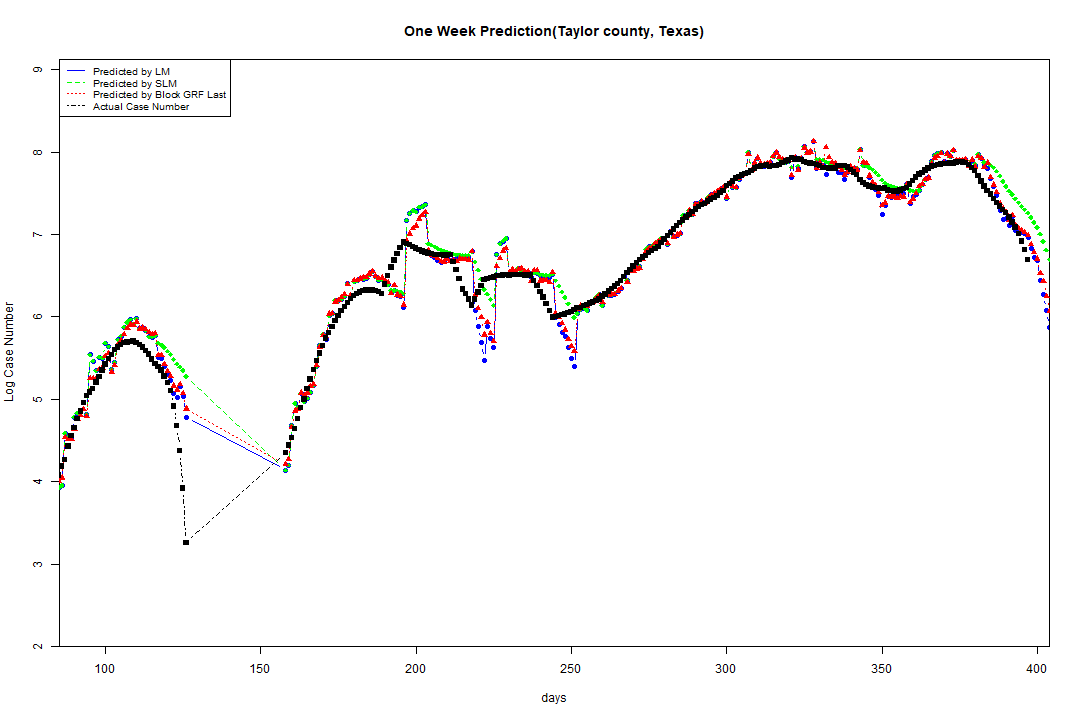 One Week Prediction(Taylor county, Texas)
Predicted by LM
Predicted by SLM
Predicted by Block GRF Last
Actual Case Number
9
8
7
6
5
4
3
2
Log Case Number
100 150 200 250 300 350 400
days